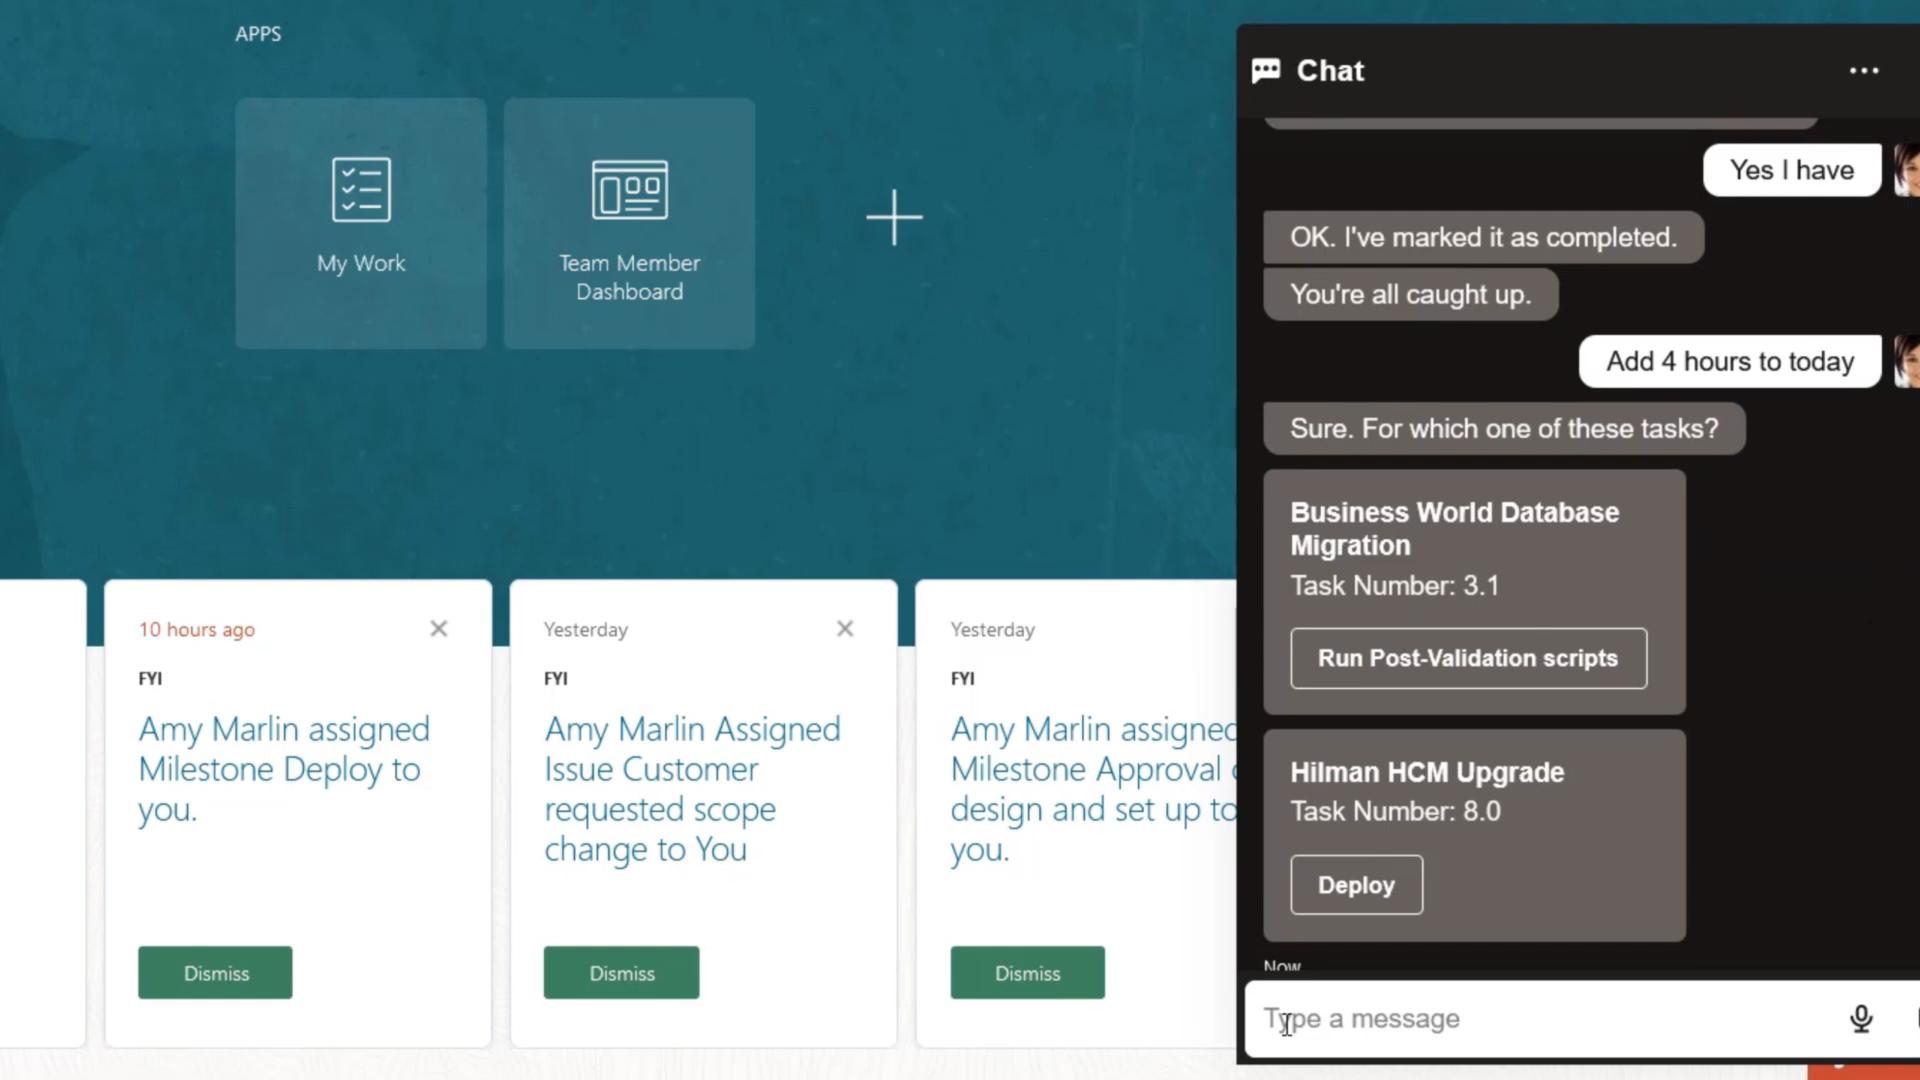 APPS
My Work
Team Member
Dashboard
10 hours ago
FYI
Amy Marlin assigned
Milestone Deploy to
you.
Dismiss
Yesterday
FYI
Amy Marlin Assigned
Issue Customer
requested scope
change to You
Dismiss
Yesterday
FYI
Amy Marlin assigned
Milestone Approval
design and set up to
you.
Dismiss
Chat
Yes I have
OK. I've marked it as completed.
You're all caught up.
Add 4 hours to today
Sure. For which one of these tasks?
Business World Database
Migration
Task Number: 3.1
Run Post-Validation scripts
Hilman HCM Upgrade
Task Number: 8.0
Deploy
Now
Type a message